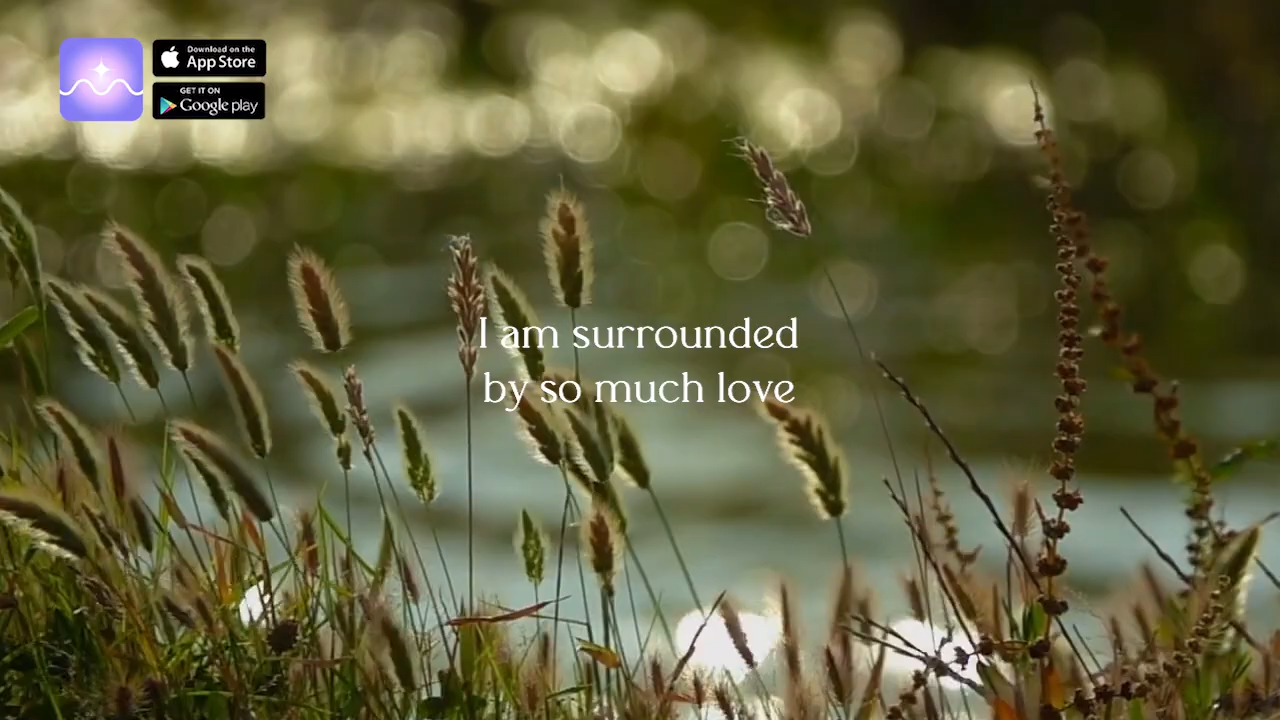 Download on the
App Store
GET IT ON
Google play
I am surrounded
by so much love